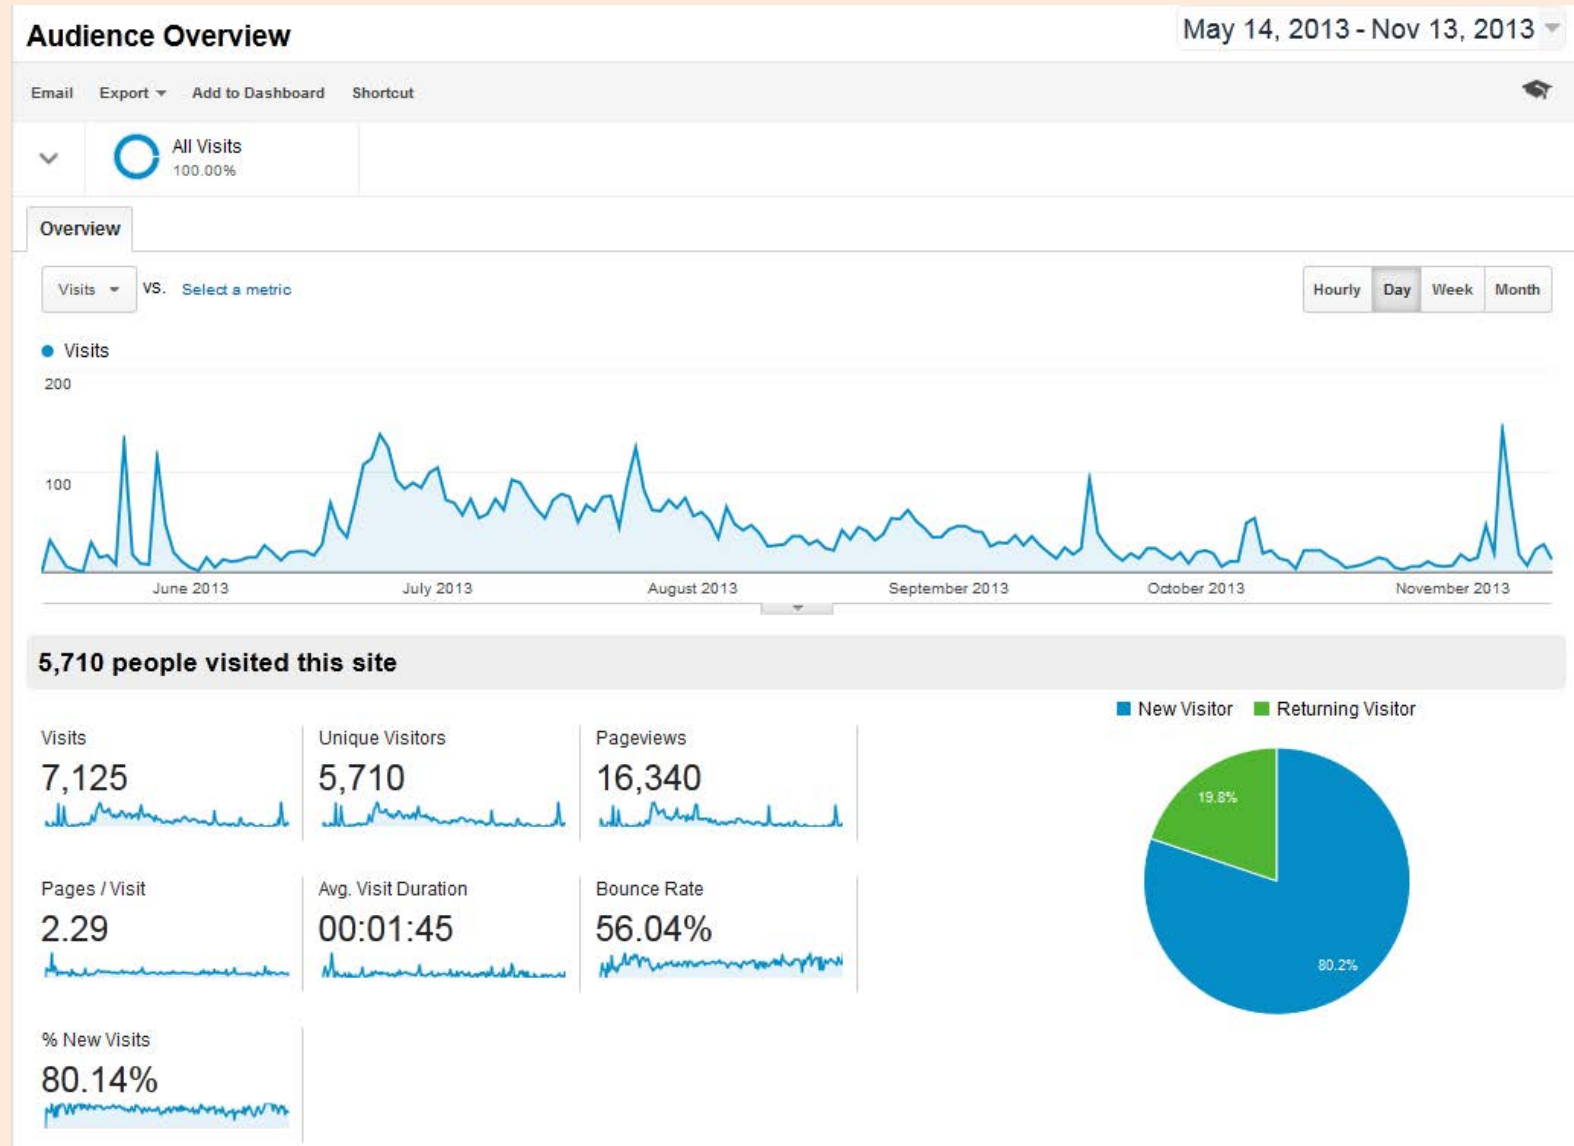 Audience Overview
May 14, 2013 - Nov 13, 2013
Email Export Add to Dashboard Shortcut
All Visits
100.00%
Overview
Visits VS. Select a metric
Hourly Day Week Month
Visits
200
100
June 2013 July 2013 August 2013 September 2013 October 2013 November 2013
5,710 people visited this site
New Visitor Returning Visitor
Visits Unique Visitors Pageviews
7,125 5,710 16,340
19.8%
Pages / Visit Avg. Visit Duration Bounce Rate
2.29 00:01:45 56.04%
80.2%
% New Visits
80.14%